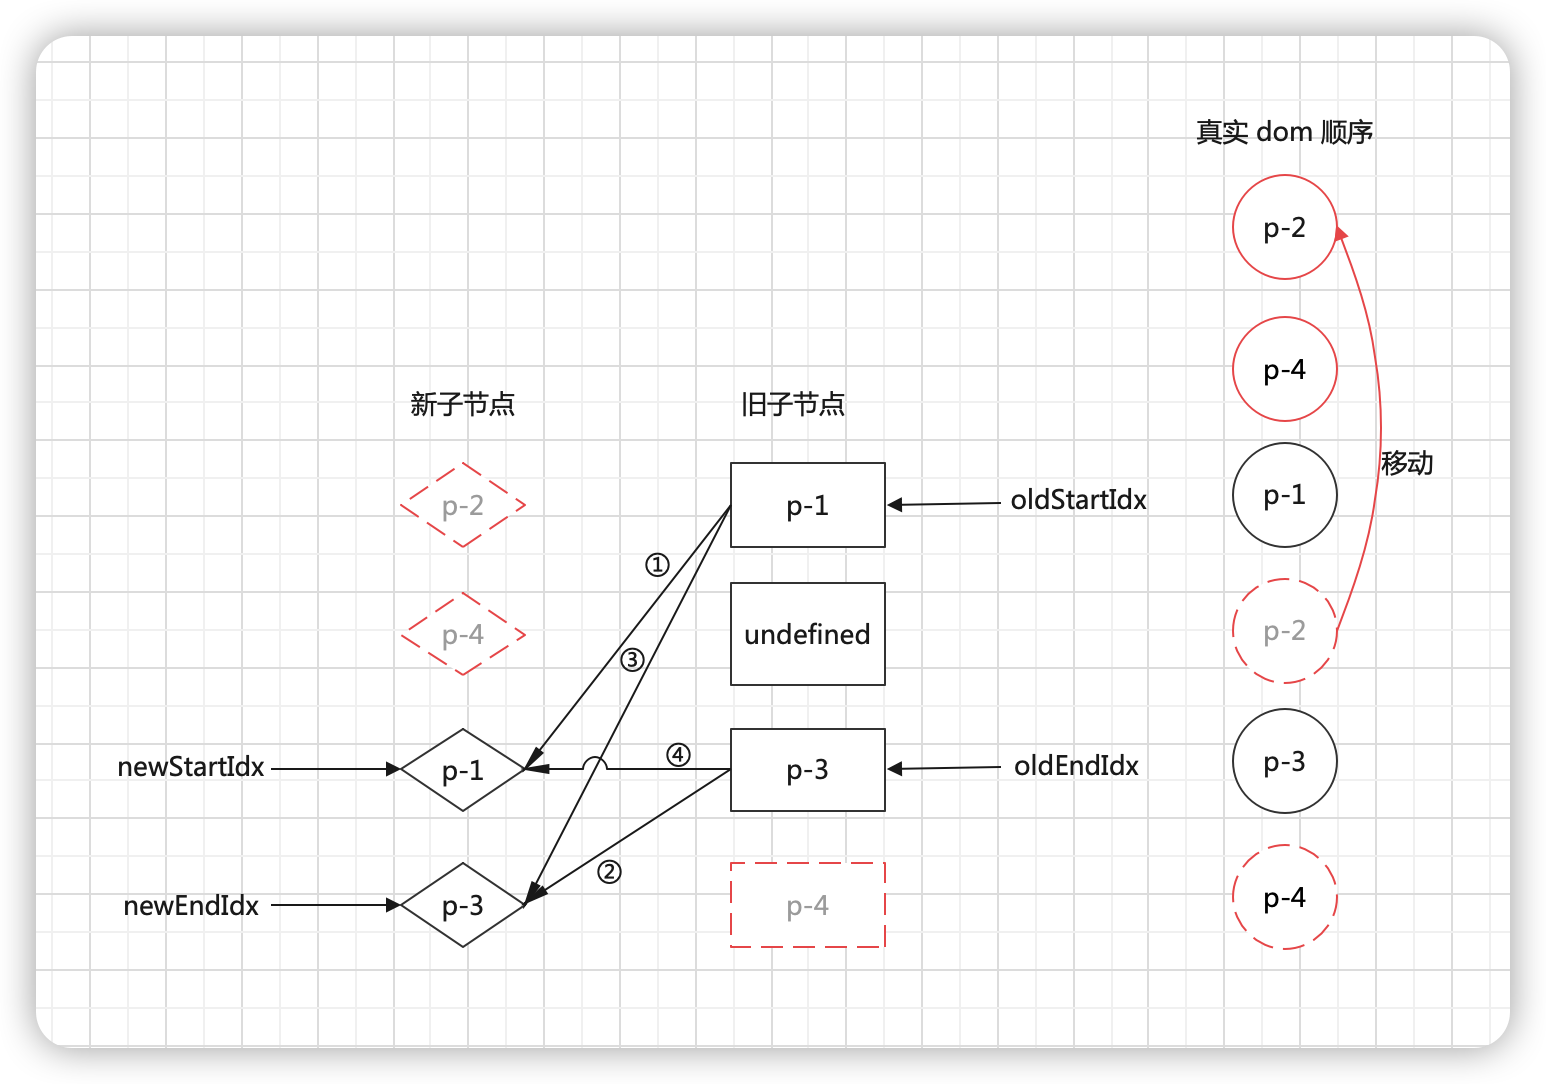 真实 dom 顺序
p-2
p-4
新子节点
旧子节点
移动
p-2
p-1
oldStartIdx
p-1
①
p-4
③
undefined
p-2
newStartIdx
p-1
④
p-3
oldEndIdx
p-3
②
newEndIdx
p-3
p-4
p-4